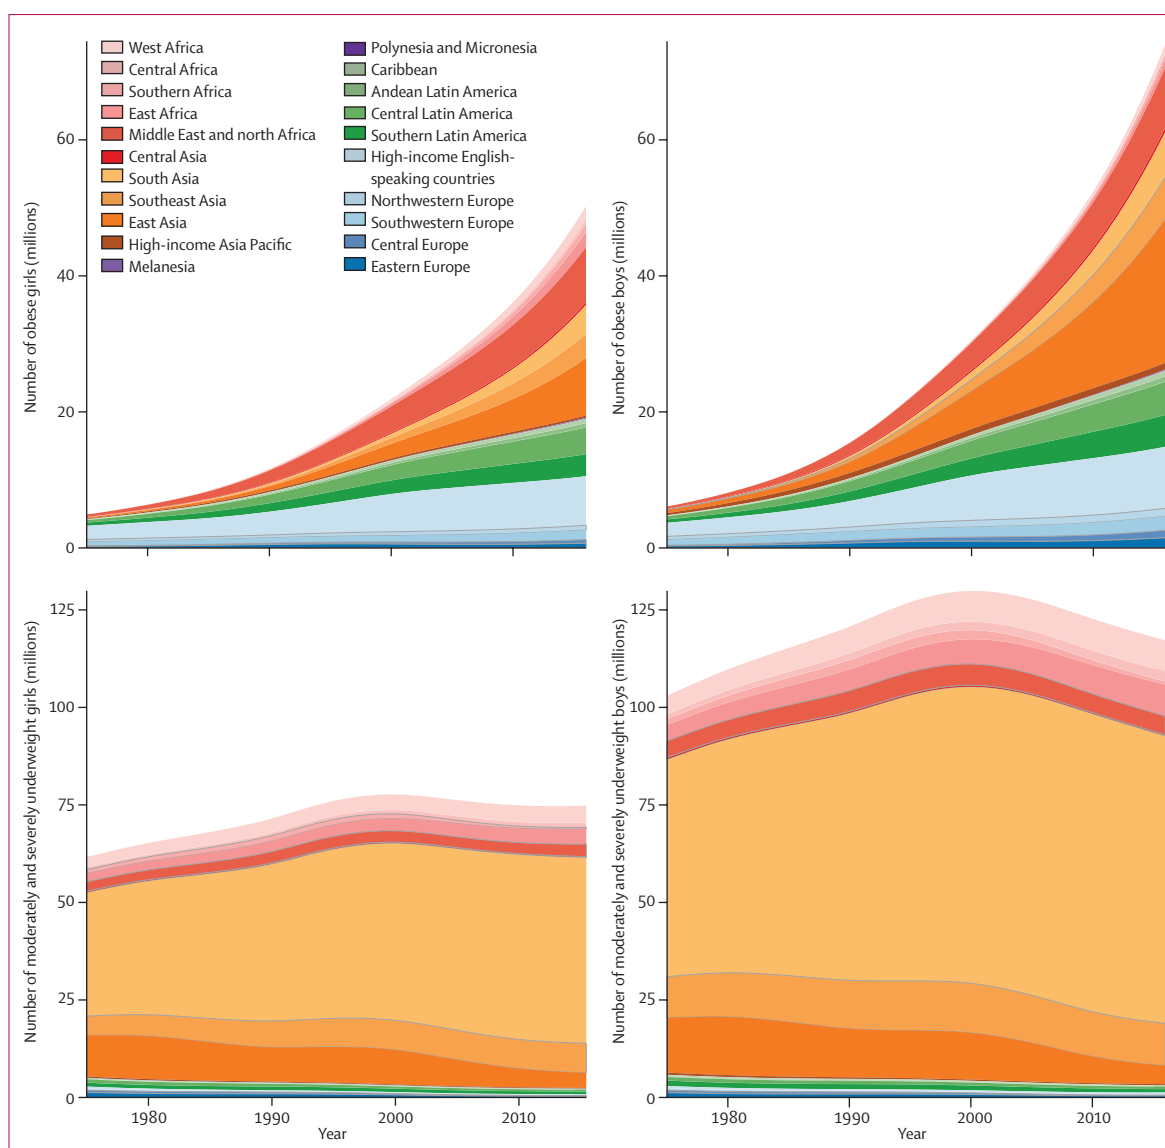 West Africa
Central Africa
Southern Africa
East Africa
Middle East and north Africa
Central Asia
South Asia
Southeast Asia
East Asia
High-income Asia Pacific
Melanesia
Polynesia and Micronesia
Caribbean
Andean Latin America
Central Latin America
Southern Latin America
High-income English-
speaking countries
Northwestern Europe
Southwestern Europe
Central Europe
Eastern Europe
Number of obese girls (millions)
60
40
20
0
Number of obese boys (millions)
60
40
20
0
Number of moderately and severely underweight girls (millions)
125
100
75
50
25
0
1980
1990
2000
2010
Year
Number of moderately and severely underweight boys (millions)
125
100
75
50
25
0
1980
1990
2000
2010
Year